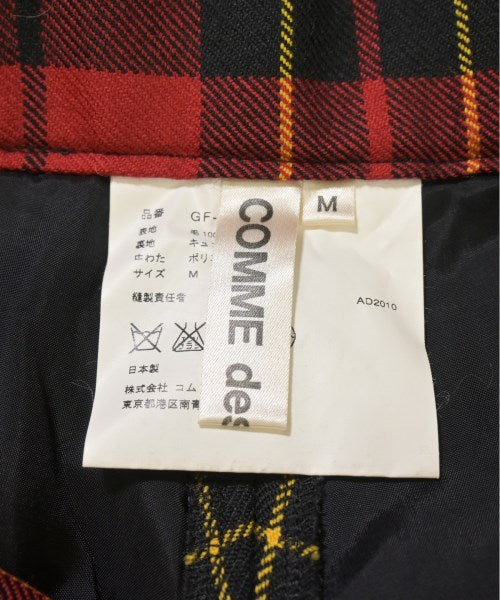 品番 GF-
表地 毛 100
裏地 キュ
中わた ポリ
サイズ M
縫製責任者
AD2010
日本製
株式会社 コム
東京都港区南青
COMME des
M